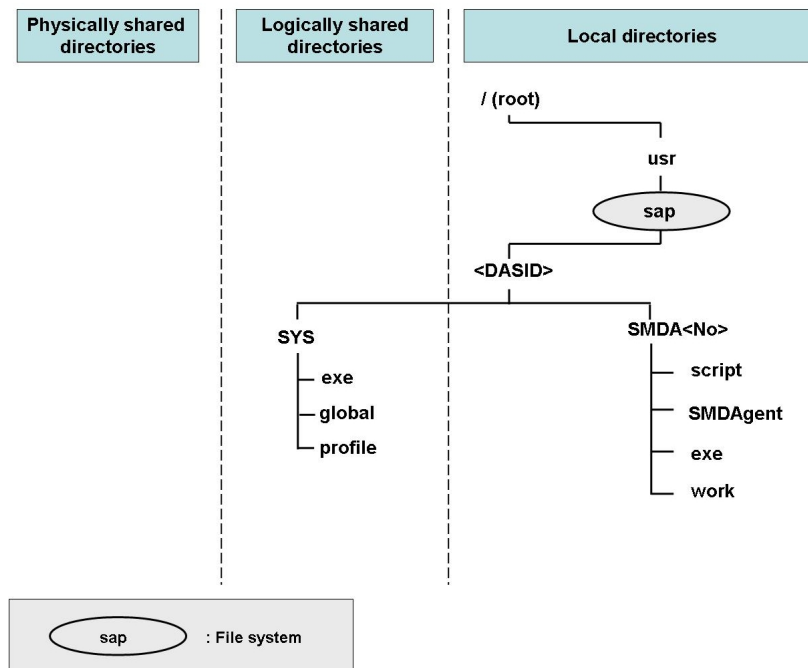 Physically shared
directories
Logically shared
directories
Local directories
/ (root)
usr
sap
<DASID>
SYS
SMDA<No>
exe
global
profile
script
SMDAgent
exe
work
sap
: File system